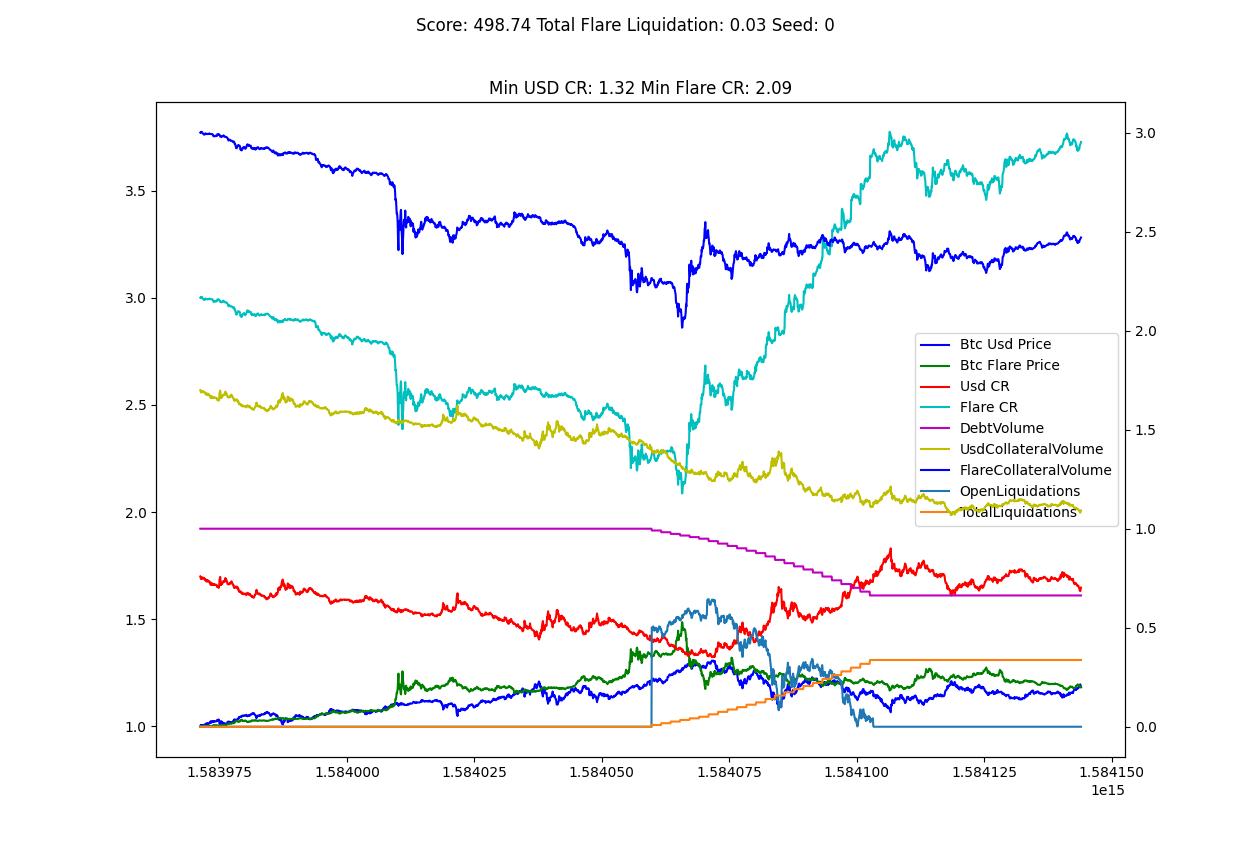 Score: 498.74 Total Flare Liquidation: 0.03 Seed: 0
Min USD CR: 1.32 Min Flare CR: 2.09
3.5
3.0
2.5
2.0
1.5
1.0
3.0
2.5
2.0
1.5
1.0
0.5
0.0
Btc Usd Price
Btc Flare Price
Usd CR
Flare CR
DebtVolume
UsdCollateralVolume
FlareCollateralVolume
OpenLiquidations
TotalLiquidations
1.583975 1.584000 1.584025 1.584050 1.584075 1.584100 1.584125 1.584150
1e15